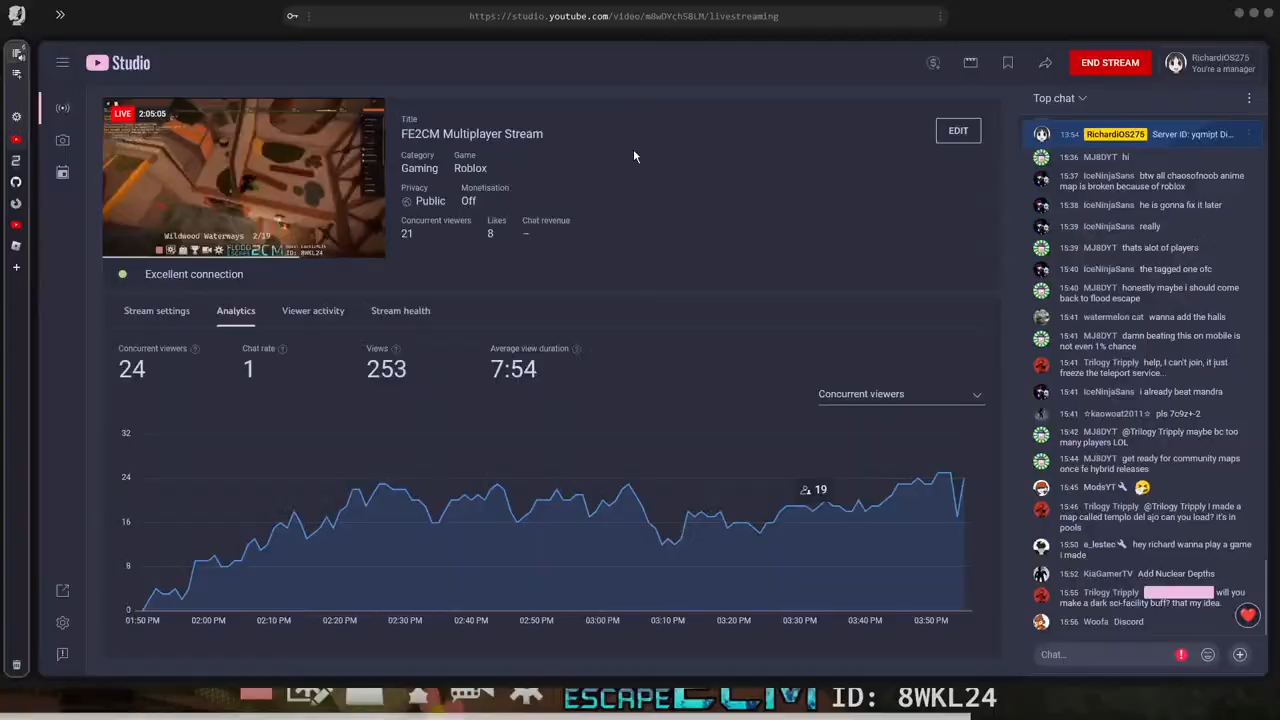 https://studio.youtube.com/video/m8wDYch58LM/livestreaming
Studio
END STREAM
RichardiOS275
You're a manager
LIVE 2:05:05
Wildwood Waterways 2/19
ID: 8WKL24
Title
FE2CM Multiplayer Stream
EDIT
Category
Game
Gaming
Roblox
Privacy
Monetisation
Public
Off
Concurrent viewers
Likes
Chat revenue
21
8
–
Excellent connection
Stream settings
Analytics
Viewer activity
Stream health
Concurrent viewers
Chat rate
Views
Average view duration
24
1
253
7:54
Concurrent viewers
32
24
16
8
0
19
01:50 PM
02:00 PM
02:10 PM
02:20 PM
02:30 PM
02:40 PM
02:50 PM
03:00 PM
03:10 PM
03:20 PM
03:30 PM
03:40 PM
03:50 PM
Top chat
13:54 RichardiOS275 Server ID: yqmipt Di...
15:36 MJ8DYT hi
15:37 IceNinjaSans btw all chaosofnoob anime
map is broken because of roblox
15:38 IceNinjaSans he is gonna fix it later
15:39 IceNinjaSans really
15:39 MJ8DYT thats alot of players
15:40 IceNinjaSans the tagged one ofc
15:40 MJ8DYT honestly maybe i should come
back to flood escape
15:41 watermelon cat wanna add the halls
15:41 MJ8DYT damn beating this on mobile is
not even 1% chance
15:41 Trilogy Tripply help, I can't join, it just
freeze the teleport service...
15:41 IceNinjaSans i already beat mandra
15:41 ☆kaowoat2011☆ pls 7c9z+-2
15:42 MJ8DYT @Trilogy Tripply maybe bc too
many players LOL
15:44 MJ8DYT get ready for community maps
once fe hybrid releases
15:45 ModsYT
15:46 Trilogy Tripply @Trilogy Tripply I made a
map called templo del ajo can you load? it's in
pools
15:50 e_lestec hey richard wanna play a game
I made
15:52 KiaGamerTV Add Nuclear Depths
15:55 Trilogy Tripply will you
make a dark sci-facility buff? that my idea.
15:56 Woofa Discord
Chat...
ESCAPE 2CM ID: 8WKL24